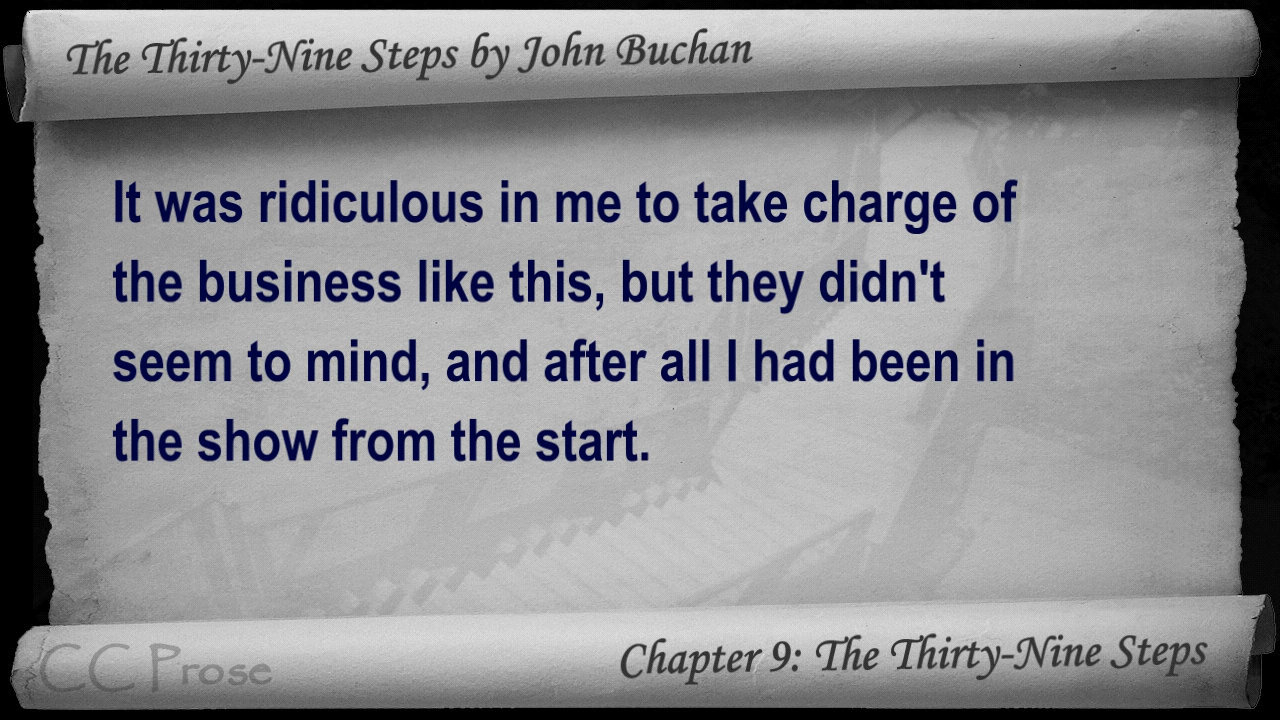 The Thirty-Nine Steps by John Buchan
It was ridiculous in me to take charge of
the business like this, but they didn't
seem to mind, and after all I had been in
the show from the start.
CC Prose
Chapter 9: The Thirty-Nine Steps